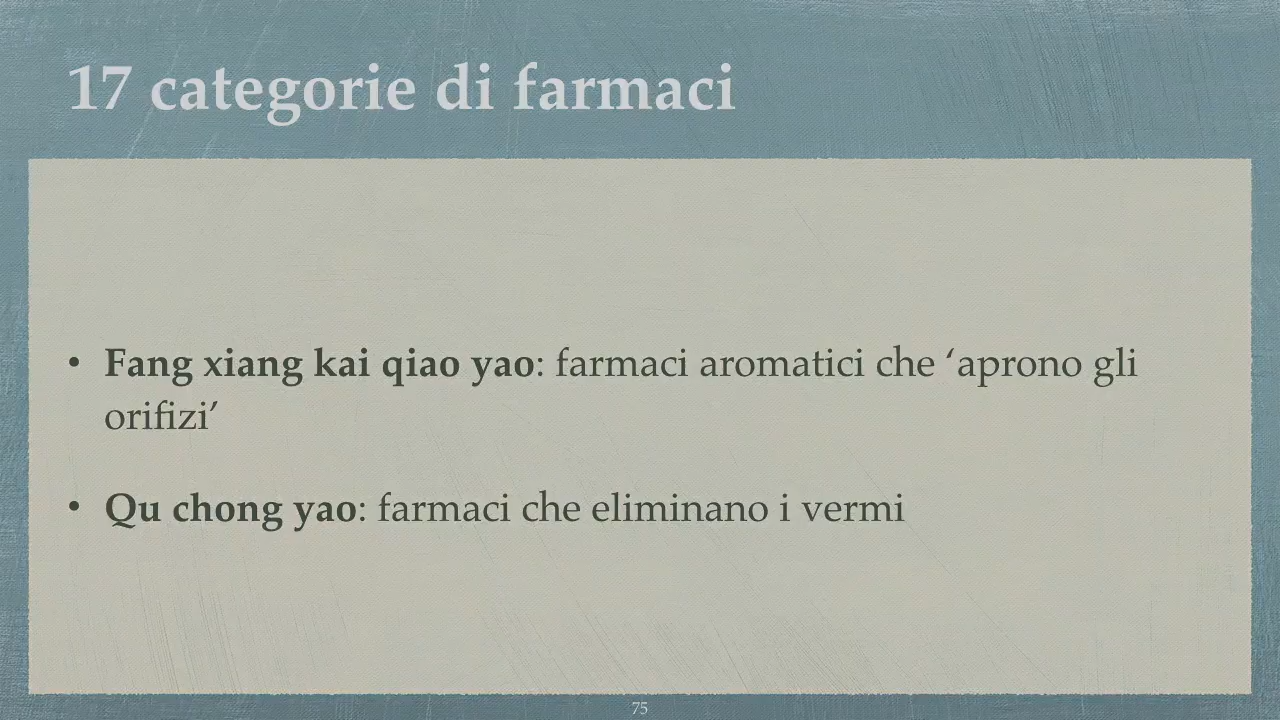 17 categorie di farmaci
• Fang xiang kai qiao yao: farmaci aromatici che ‘aprono gli
orifizi’
• Qu chong yao: farmaci che eliminano i vermi
75